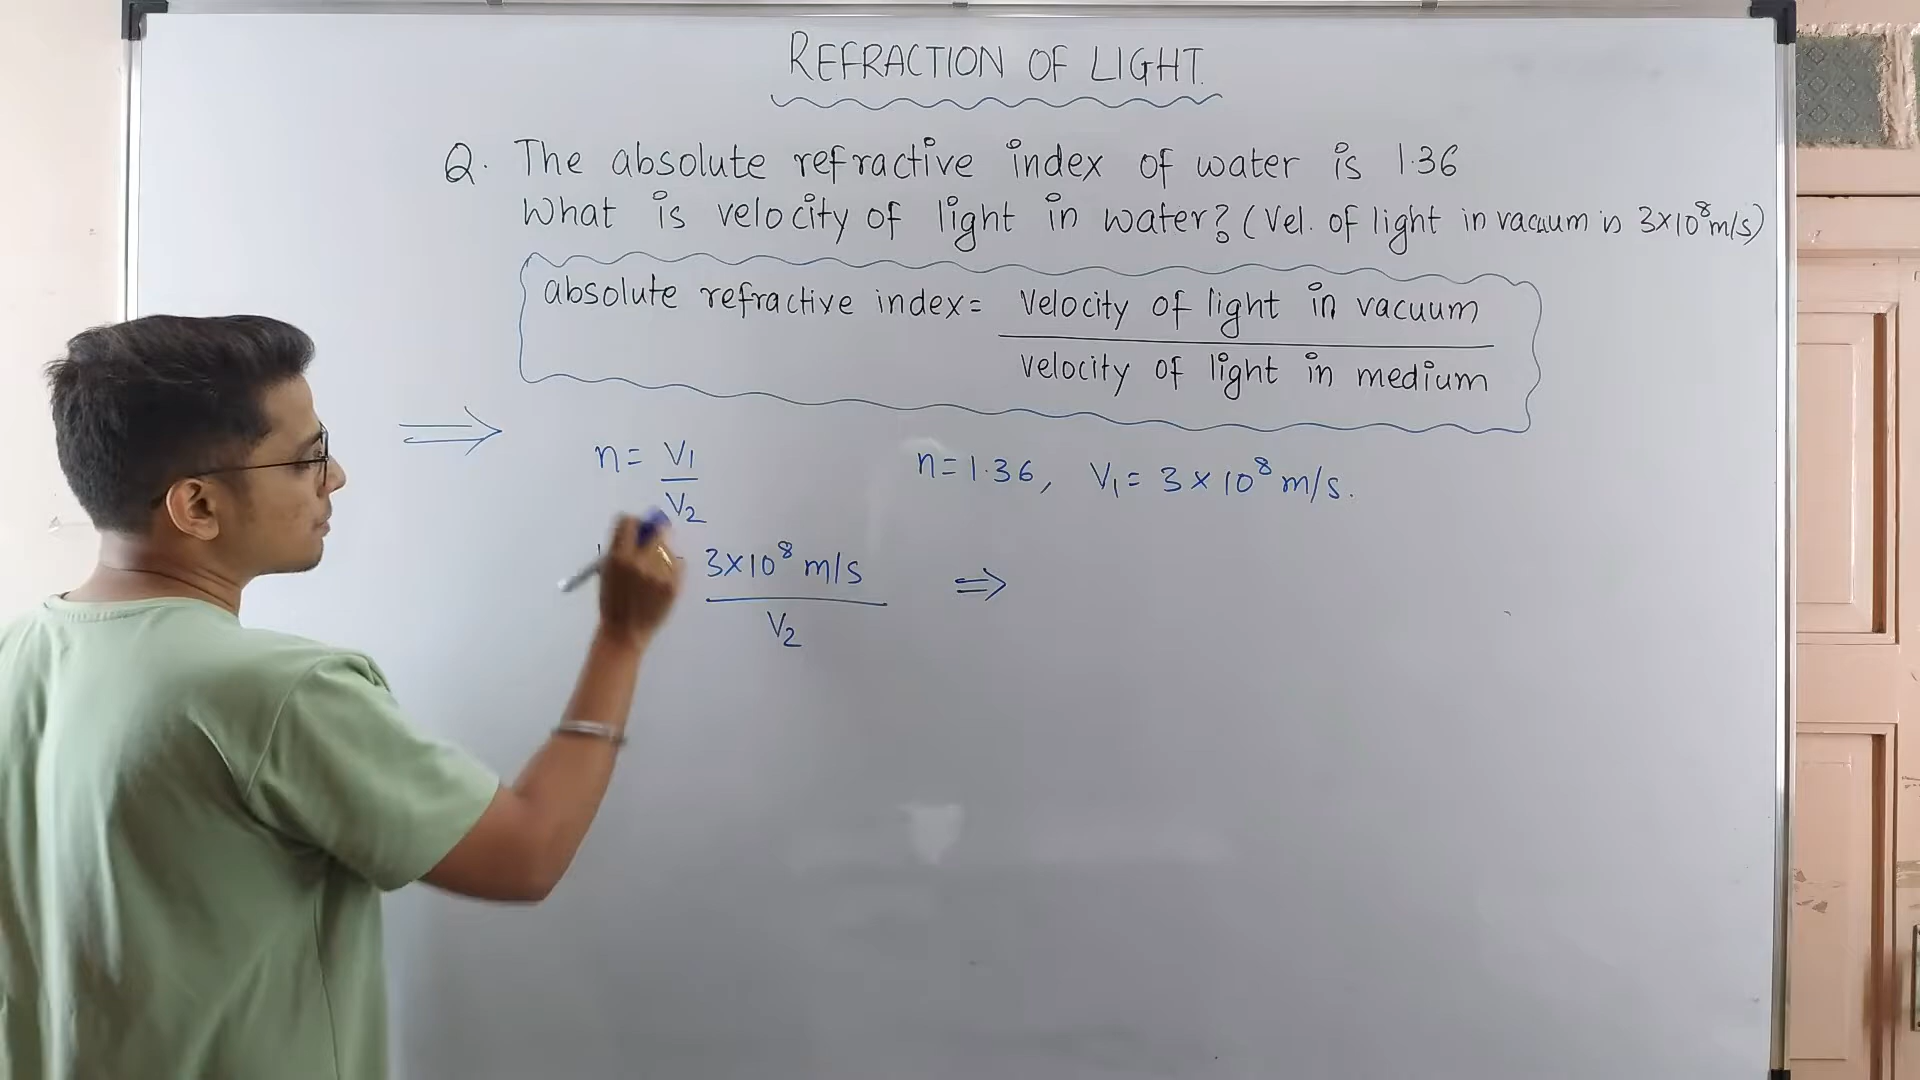 REFRACTION OF LIGHT.
Q. The absolute refractive index of water is 1.36
What is velocity of light in water? (Vel. of light in vacuum is 3×10⁸m/s)
absolute refractive index = Velocity of light in vacuum
velocity of light in medium
n = V₁
V₂
n=1.36, V₁= 3×10⁸ m/s.
3×10⁸ m/s ⇒
V₂
⇒